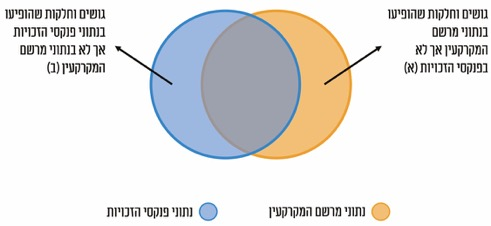 גושים וחלקות שהופיעו
בנתוני מרשם
המקרקעין אך לא
בפנקסי הזכויות (א)
גושים וחלקות שהופיעו
בנתוני פנקסי הזכויות
אך לא בנתוני מרשם
המקרקעין (ב)
נתוני מרשם המקרקעין
נתוני פנקסי הזכויות